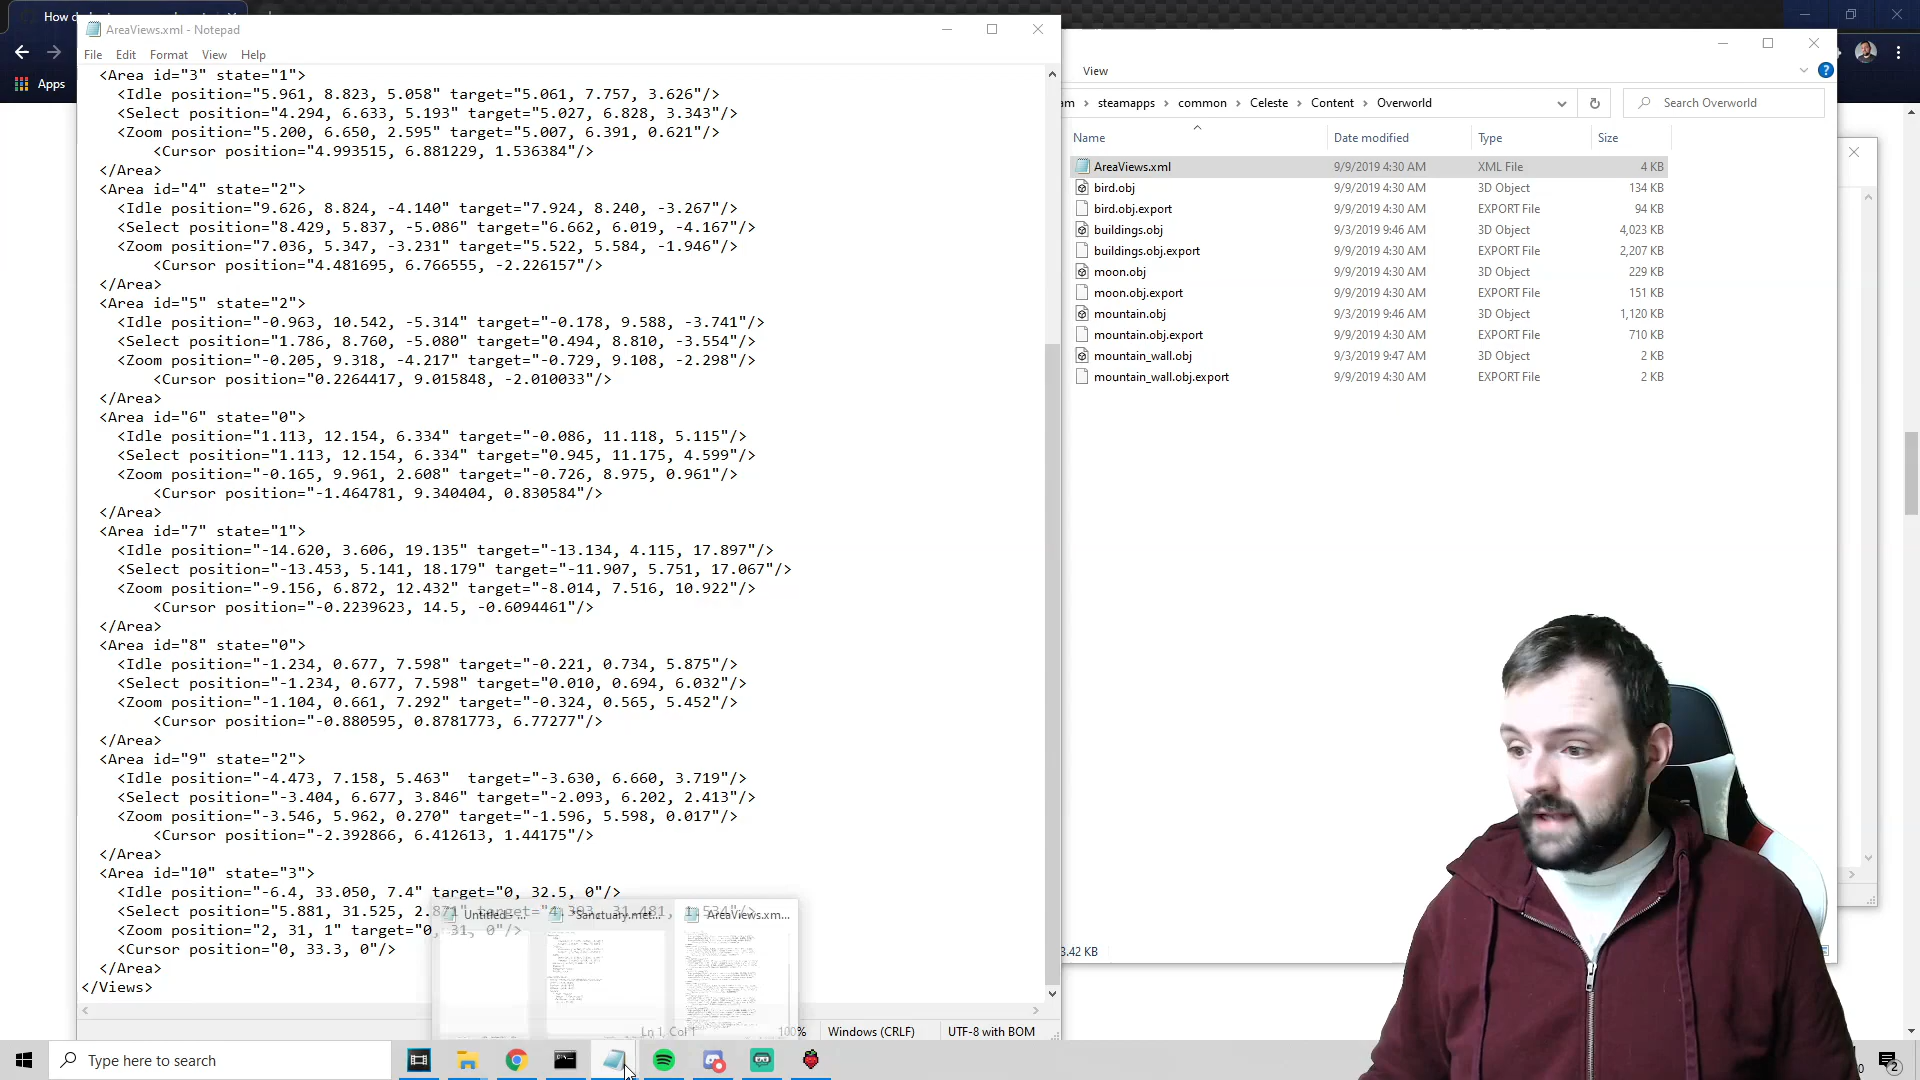 How d
AreaViews.xml - Notepad
File Edit Format View Help
Apps
<Area id="3" state="1">
<Idle position="5.961, 8.823, 5.058" target="5.061, 7.757, 3.626"/>
<Select position="4.294, 6.633, 5.193" target="5.027, 6.828, 3.343"/>
<Zoom position="5.200, 6.650, 2.595" target="5.007, 6.391, 0.621"/>
<Cursor position="4.993515, 6.881229, 1.536384"/>
</Area>
<Area id="4" state="2">
<Idle position="9.626, 8.824, -4.140" target="7.924, 8.240, -3.267"/>
<Select position="8.429, 5.837, -5.086" target="6.662, 6.019, -4.167"/>
<Zoom position="7.036, 5.347, -3.231" target="5.522, 5.584, -1.946"/>
<Cursor position="4.481695, 6.766555, -2.226157"/>
</Area>
<Area id="5" state="2">
<Idle position="-0.963, 10.542, -5.314" target="-0.178, 9.588, -3.741"/>
<Select position="1.786, 8.760, -5.080" target="0.494, 8.810, -3.554"/>
<Zoom position="-0.205, 9.318, -4.217" target="-0.729, 9.108, -2.298"/>
<Cursor position="0.2264417, 9.015848, -2.010033"/>
</Area>
<Area id="6" state="0">
<Idle position="1.113, 12.154, 6.334" target="-0.086, 11.118, 5.115"/>
<Select position="1.113, 12.154, 6.334" target="0.945, 11.175, 4.599"/>
<Zoom position="-0.165, 9.961, 2.608" target="-0.726, 8.975, 0.961"/>
<Cursor position="-1.464781, 9.340404, 0.830584"/>
</Area>
<Area id="7" state="1">
<Idle position="-14.620, 3.606, 19.135" target="-13.134, 4.115, 17.897"/>
<Select position="-13.453, 5.141, 18.179" target="-11.907, 5.751, 17.067"/>
<Zoom position="-9.156, 6.872, 12.432" target="-8.014, 7.516, 10.922"/>
<Cursor position="-0.2239623, 14.5, -0.6094461"/>
</Area>
<Area id="8" state="0">
<Idle position="-1.234, 0.677, 7.598" target="-0.221, 0.734, 5.875"/>
<Select position="-1.234, 0.677, 7.598" target="0.010, 0.694, 6.032"/>
<Zoom position="-1.104, 0.661, 7.292" target="-0.324, 0.565, 5.452"/>
<Cursor position="-0.880595, 0.8781773, 6.77277"/>
</Area>
<Area id="9" state="2">
<Idle position="-4.473, 7.158, 5.463"  target="-3.630, 6.660, 3.719"/>
<Select position="-3.404, 6.677, 3.846" target="-2.093, 6.202, 2.413"/>
<Zoom position="-3.546, 5.962, 0.270" target="-1.596, 5.598, 0.017"/>
<Cursor position="-2.392866, 6.412613, 1.44175"/>
</Area>
<Area id="10" state="3">
<Idle position="-6.4, 33.050, 7.4" target="0, 32.5, 0"/>
<Select position="5.881, 31.525, 2.871" target="4.393, 31.481, 1.534"/>
<Zoom position="2, 31, 1" target="0, 31, 0"/>
<Cursor position="0, 33.3, 0"/>
</Area>
</Views>
Untitled - ... *Sanctuary.met... AreaViews.xm...
Ln 1, Col 1 100% Windows (CRLF) UTF-8 with BOM
View
am › steamapps › common › Celeste › Content › Overworld
Search Overworld
Name Date modified Type Size
AreaViews.xml 9/9/2019 4:30 AM XML File 4 KB
bird.obj 9/9/2019 4:30 AM 3D Object 134 KB
bird.obj.export 9/9/2019 4:30 AM EXPORT File 94 KB
buildings.obj 9/3/2019 9:46 AM 3D Object 4,023 KB
buildings.obj.export 9/9/2019 4:30 AM EXPORT File 2,207 KB
moon.obj 9/9/2019 4:30 AM 3D Object 229 KB
moon.obj.export 9/9/2019 4:30 AM EXPORT File 151 KB
mountain.obj 9/3/2019 9:46 AM 3D Object 1,120 KB
mountain.obj.export 9/9/2019 4:30 AM EXPORT File 710 KB
mountain_wall.obj 9/3/2019 9:47 AM 3D Object 2 KB
mountain_wall.obj.export 9/9/2019 4:30 AM EXPORT File 2 KB
3.42 KB
Type here to search
0
2